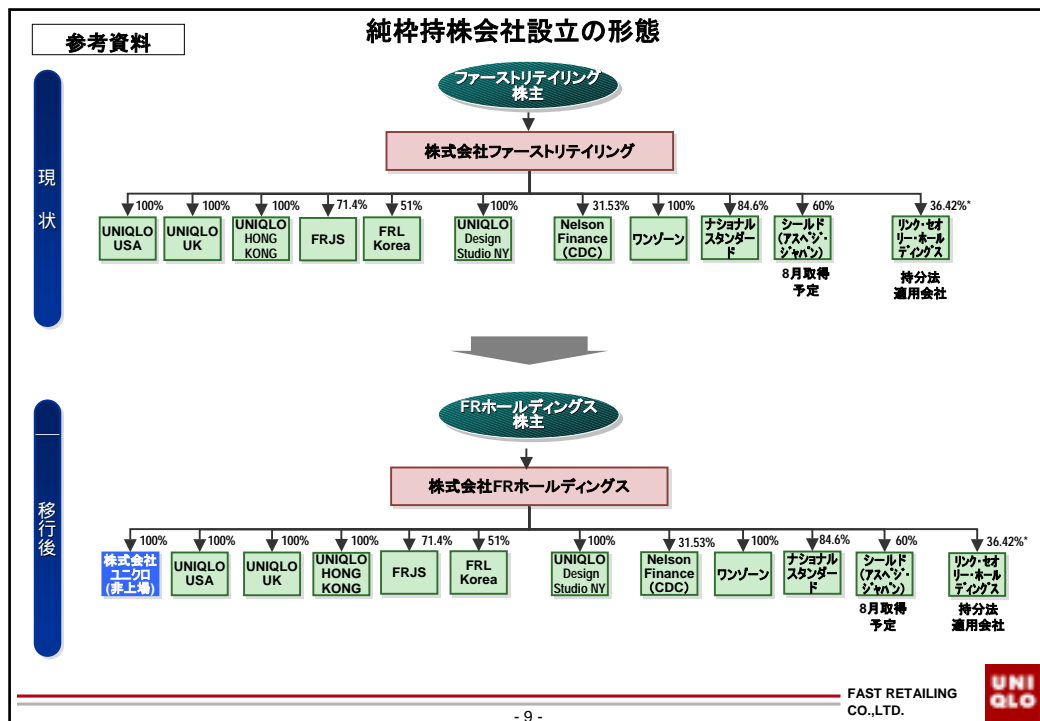 参考資料
純粋持株会社設立の形態
現
状
ファーストリテイリング
株主
株式会社ファーストリテイリング
100%
100%
100%
71.4%
51%
100%
31.53%
100%
84.6%
60%
36.42%*
UNIQLO
USA
UNIQLO
UK
UNIQLO
HONG
KONG
FRJS
FRL
Korea
UNIQLO
Design
Studio NY
Nelson
Finance
(CDC)
ワンゾーン
ナショナル
スタンダー
ド
シールド
(アスペジ・
ジャパン)
リンク・セオ
リー・ホール
ディングス
8月取得
予定
持分法
適用会社
移
行
後
FRホールディングス
株主
株式会社FRホールディングス
100%
100%
100%
100%
71.4%
51%
100%
31.53%
100%
84.6%
60%
36.42%*
株式会社
ユニクロ
(非上場)
UNIQLO
USA
UNIQLO
UK
UNIQLO
HONG
KONG
FRJS
FRL
Korea
UNIQLO
Design
Studio NY
Nelson
Finance
(CDC)
ワンゾーン
ナショナル
スタンダー
ド
シールド
(アスペジ・
ジャパン)
リンク・セオ
リー・ホール
ディングス
8月取得
予定
持分法
適用会社
- 9 -
FAST RETAILING
CO.,LTD.
UNI
QLO